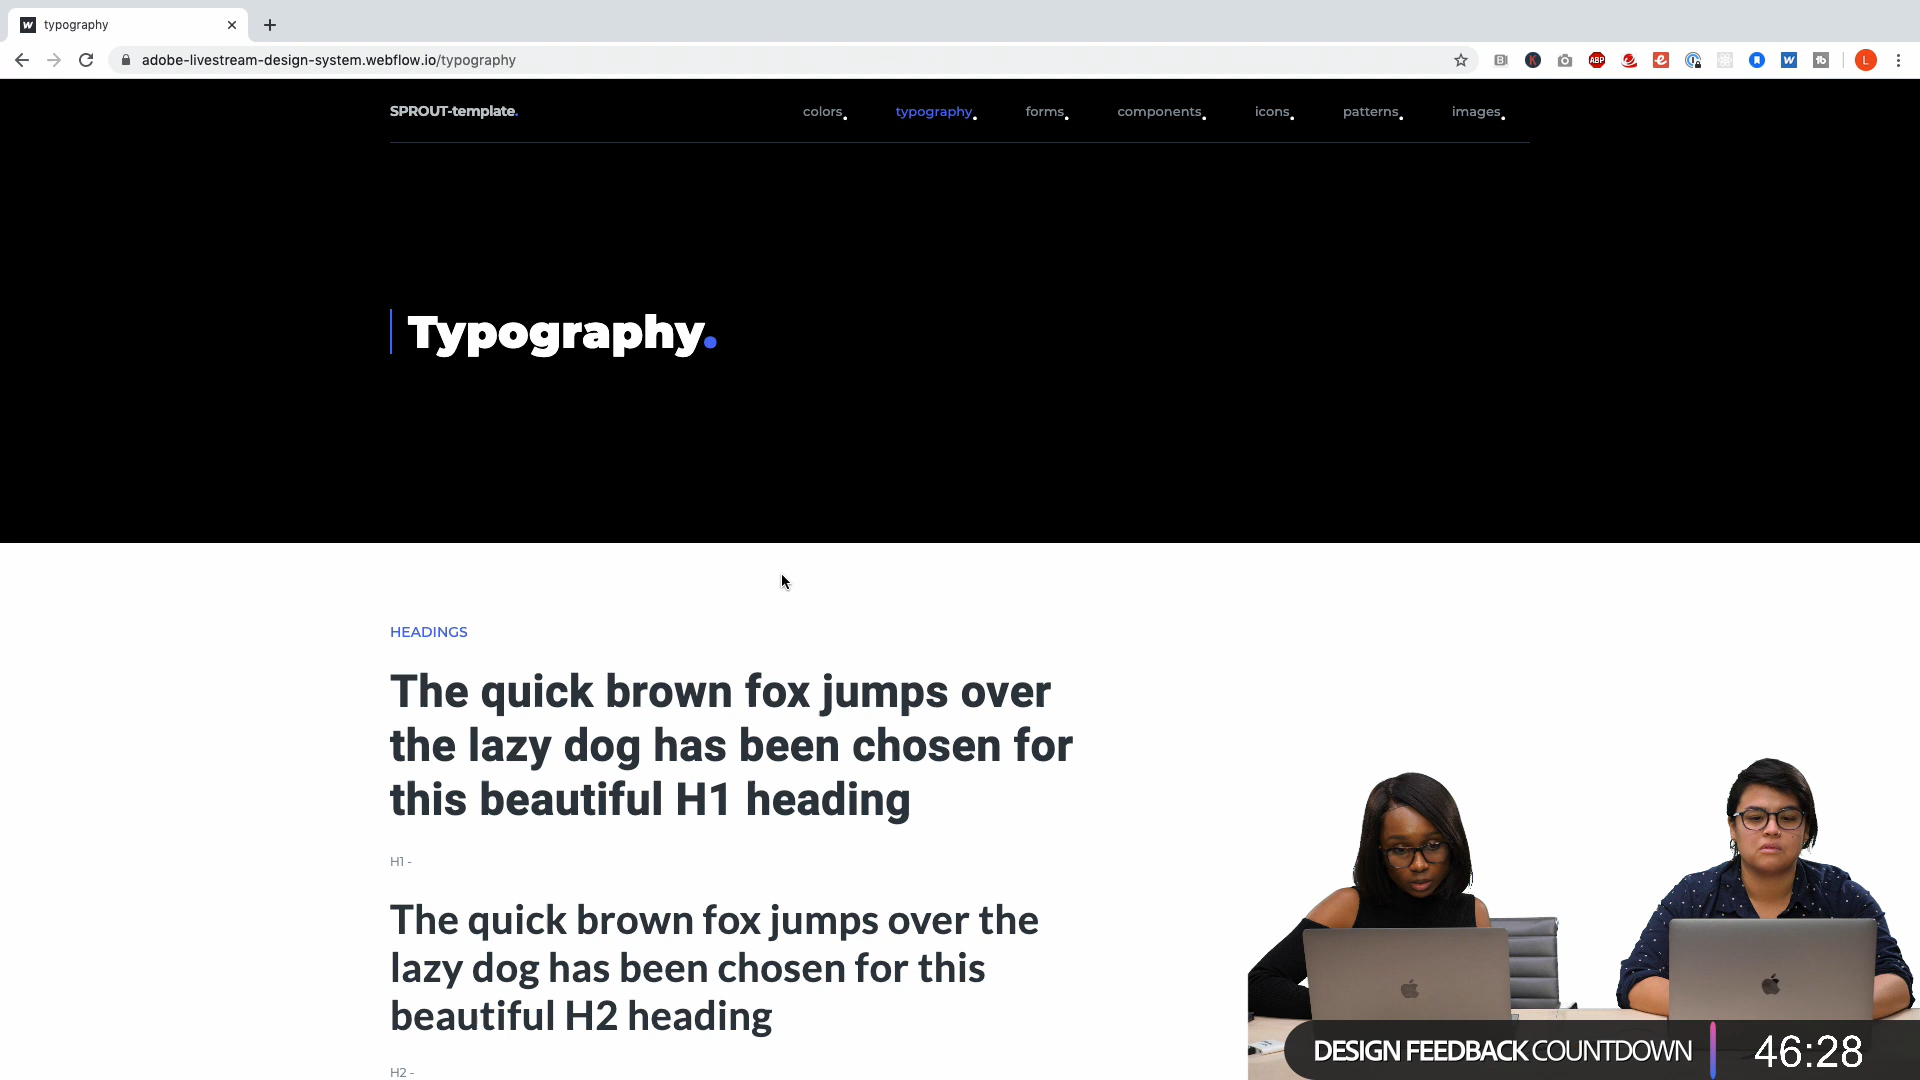 typography
adobe-livestream-design-system.webflow.io/typography
ABP
L
SPROUT-template.
colors.
typography.
forms.
components.
icons.
patterns.
images.
Typography.
HEADINGS
The quick brown fox jumps over
the lazy dog has been chosen for
this beautiful H1 heading
H1 -
The quick brown fox jumps over the
lazy dog has been chosen for this
beautiful H2 heading
H2 -
DESIGN FEEDBACK COUNTDOWN
46:28